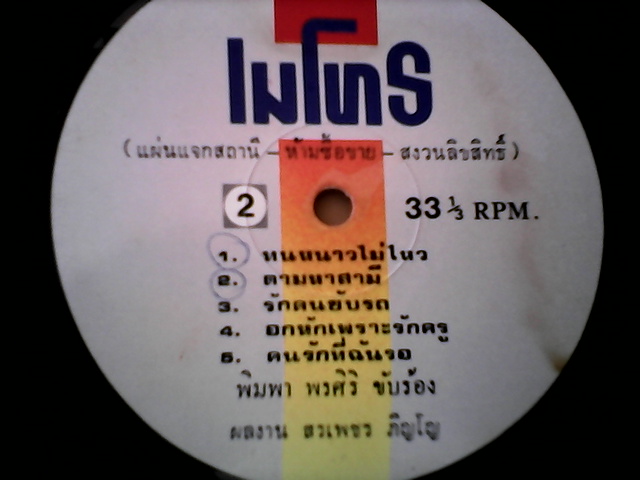 ไมโทร
(แผ่นแจกสถานี – ห้ามซื้อขาย – สงวนลิขสิทธิ์)
2 33 ⅓ RPM.
1. ทนหนาวไม่ไหว
2. ตามหาสามี
3. รักคนขับรถ
4. อกหักเพราะรักครู
5. คนรักที่ฉันรอ
พิมพา พรศิริ ขับร้อง
ผลงาน สรเพชร ภิญโญ